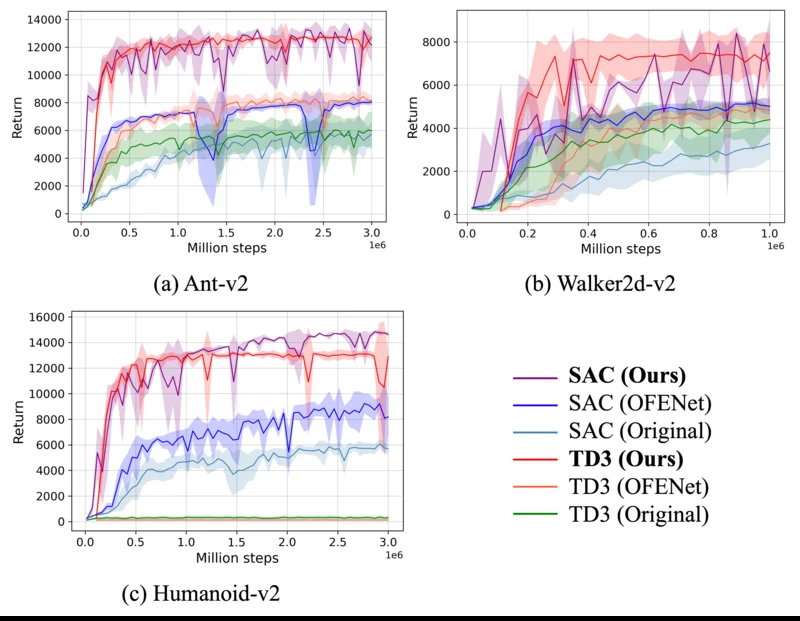 14000
12000
10000
8000
6000
4000
2000
0
Return
0.0 0.5 1.0 1.5 2.0 2.5 3.0
Million steps
1e6
(a) Ant-v2
8000
6000
4000
2000
0
Return
0.0 0.2 0.4 0.6 0.8 1.0
Million steps
1e6
(b) Walker2d-v2
16000
14000
12000
10000
8000
6000
4000
2000
0
Return
0.0 0.5 1.0 1.5 2.0 2.5 3.0
Million steps
1e6
(c) Humanoid-v2
SAC (Ours)
SAC (OFENet)
SAC (Original)
TD3 (Ours)
TD3 (OFENet)
TD3 (Original)